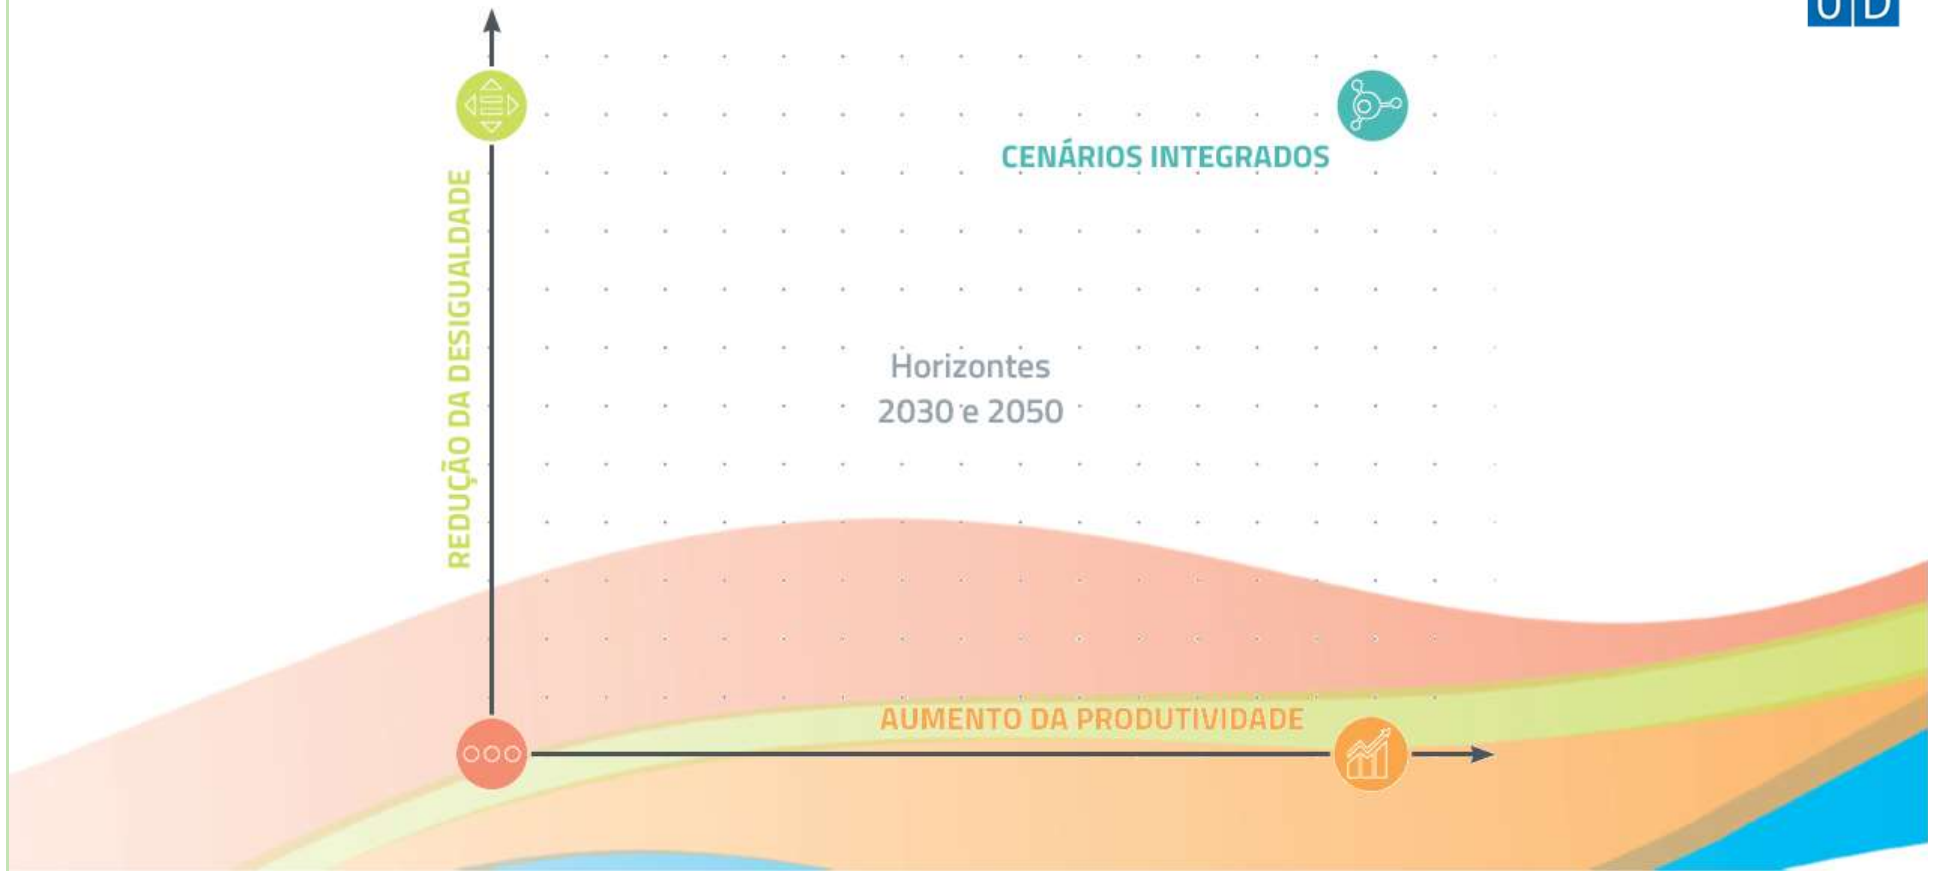 U D
CENÁRIOS INTEGRADOS
REDUÇÃO DA DESIGUALDADE
Horizontes
2030 e 2050
AUMENTO DA PRODUTIVIDADE